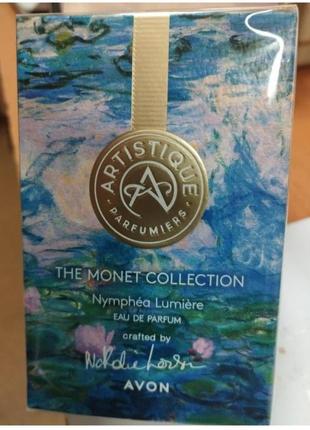 ARTISTIQUE
PARFUMIERS
THE MONET COLLECTION
Nymphéa Lumière
EAU DE PARFUM
crafted by
AVON